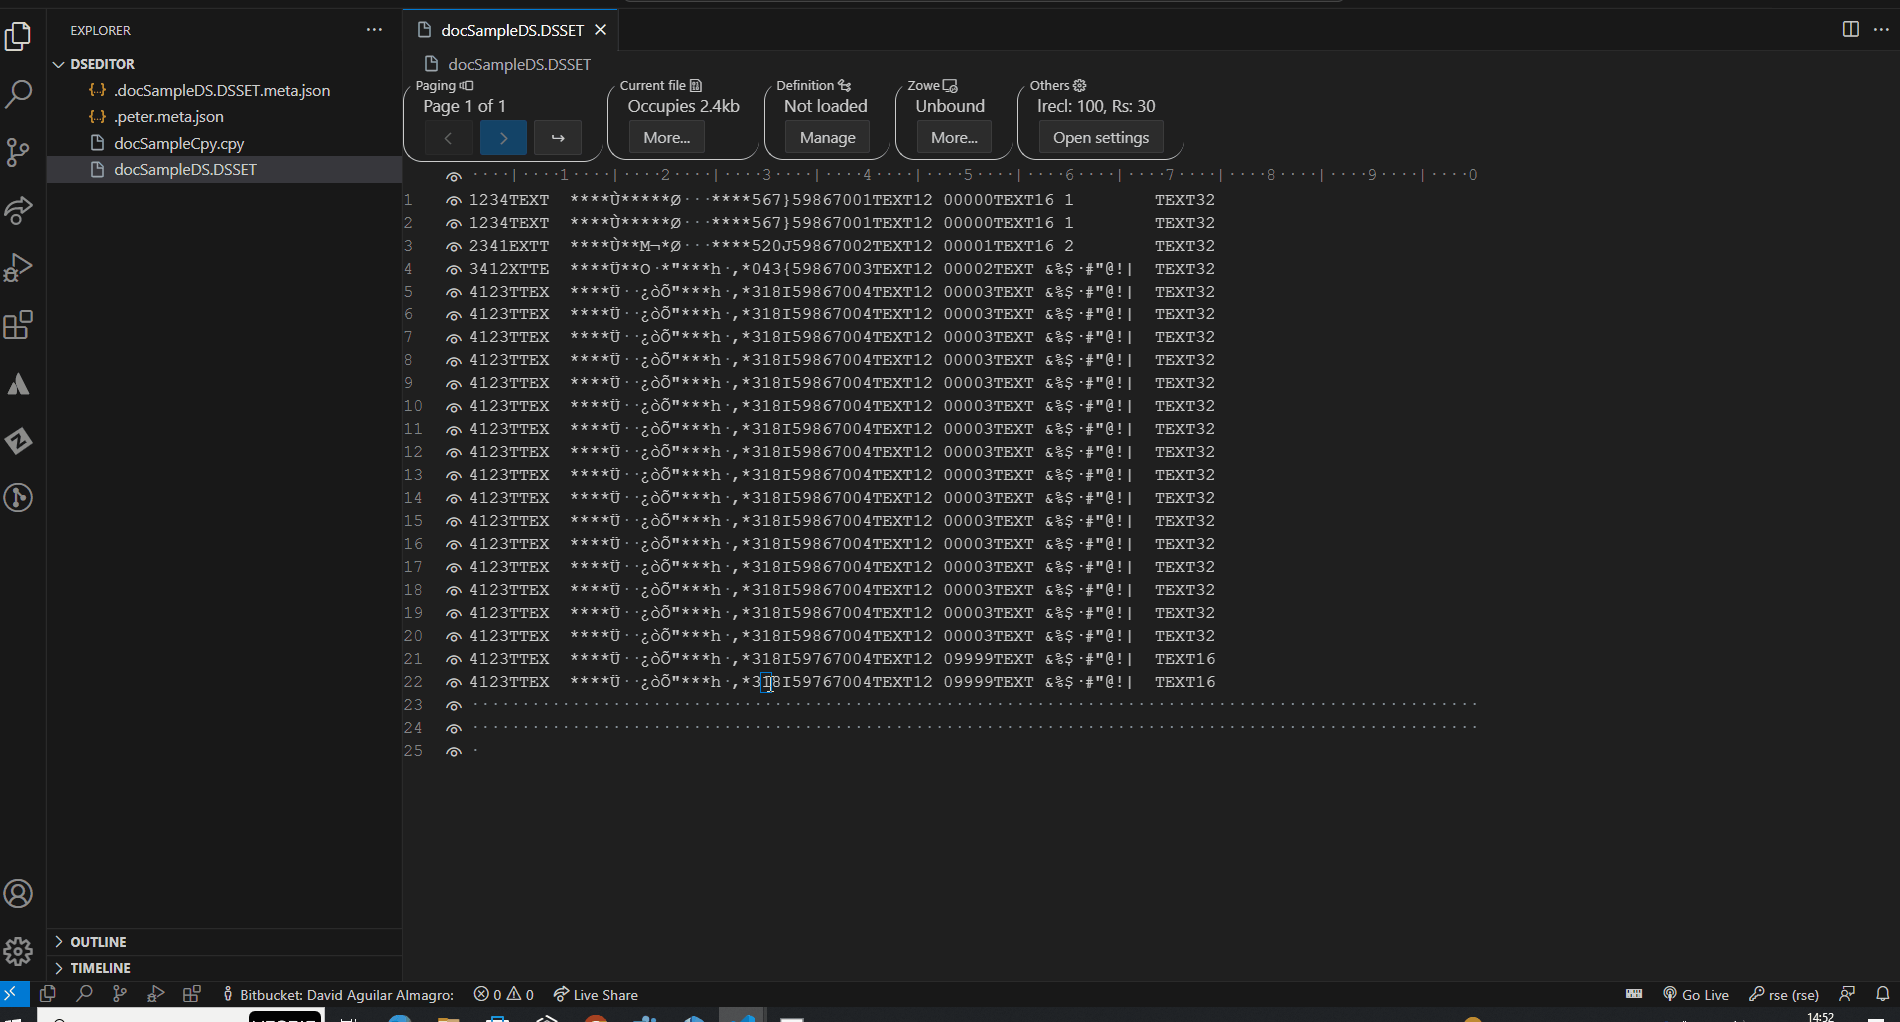 EXPLORER
DSEDITOR
.docSampleDS.DSSET.meta.json
.peter.meta.json
docSampleCpy.cpy
docSampleDS.DSSET
OUTLINE
TIMELINE
docSampleDS.DSSET
docSampleDS.DSSET
Paging
Page 1 of 1
Current file
Occupies 2.4kb
More...
Definition
Not loaded
Manage
Zowe
Unbound
More...
Others
lrecl: 100, Rs: 30
Open settings
····|····1····|····2····|····3····|····4····|····5····|····6····|····7····|····8····|····9····|····0
1 1234TEXT  ****Ù*****Ø···****567}59867001TEXT12 00000TEXT16 1        TEXT32
2 1234TEXT  ****Ù*****Ø···****567}59867001TEXT12 00000TEXT16 1        TEXT32
3 2341EXTT  ****Ù**M¬*Ø···****520J59867002TEXT12 00001TEXT16 2        TEXT32
4 3412XTTE  ****Ü**O·*"***h·,*043{59867003TEXT12 00002TEXT &%$·#"@!|  TEXT32
5 4123TTEX  ****Ü··¿òÕ"***h·,*318I59867004TEXT12 00003TEXT &%$·#"@!|  TEXT32
6 4123TTEX  ****Ü··¿òÕ"***h·,*318I59867004TEXT12 00003TEXT &%$·#"@!|  TEXT32
7 4123TTEX  ****Ü··¿òÕ"***h·,*318I59867004TEXT12 00003TEXT &%$·#"@!|  TEXT32
8 4123TTEX  ****Ü··¿òÕ"***h·,*318I59867004TEXT12 00003TEXT &%$·#"@!|  TEXT32
9 4123TTEX  ****Ü··¿òÕ"***h·,*318I59867004TEXT12 00003TEXT &%$·#"@!|  TEXT32
10 4123TTEX  ****Ü··¿òÕ"***h·,*318I59867004TEXT12 00003TEXT &%$·#"@!|  TEXT32
11 4123TTEX  ****Ü··¿òÕ"***h·,*318I59867004TEXT12 00003TEXT &%$·#"@!|  TEXT32
12 4123TTEX  ****Ü··¿òÕ"***h·,*318I59867004TEXT12 00003TEXT &%$·#"@!|  TEXT32
13 4123TTEX  ****Ü··¿òÕ"***h·,*318I59867004TEXT12 00003TEXT &%$·#"@!|  TEXT32
14 4123TTEX  ****Ü··¿òÕ"***h·,*318I59867004TEXT12 00003TEXT &%$·#"@!|  TEXT32
15 4123TTEX  ****Ü··¿òÕ"***h·,*318I59867004TEXT12 00003TEXT &%$·#"@!|  TEXT32
16 4123TTEX  ****Ü··¿òÕ"***h·,*318I59867004TEXT12 00003TEXT &%$·#"@!|  TEXT32
17 4123TTEX  ****Ü··¿òÕ"***h·,*318I59867004TEXT12 00003TEXT &%$·#"@!|  TEXT32
18 4123TTEX  ****Ü··¿òÕ"***h·,*318I59867004TEXT12 00003TEXT &%$·#"@!|  TEXT32
19 4123TTEX  ****Ü··¿òÕ"***h·,*318I59867004TEXT12 00003TEXT &%$·#"@!|  TEXT32
20 4123TTEX  ****Ü··¿òÕ"***h·,*318I59867004TEXT12 00003TEXT &%$·#"@!|  TEXT32
21 4123TTEX  ****Ü··¿òÕ"***h·,*318I59767004TEXT12 09999TEXT &%$·#"@!|  TEXT16
22 4123TTEX  ****Ü··¿òÕ"***h·,*318I59767004TEXT12 09999TEXT &%$·#"@!|  TEXT16
23 ····································································································
24 ····································································································
25 ·
Bitbucket: David Aguilar Almagro:
0
0
Live Share
Go Live
rse (rse)
14:52